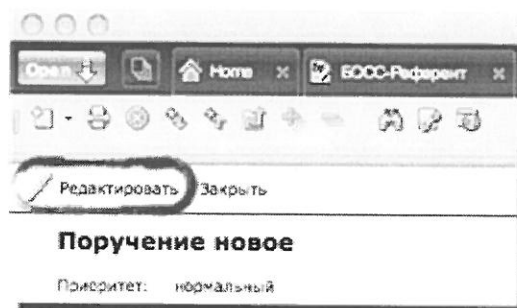 Open Home БОСС-Референт
Редактировать Закрыть
Поручение новое
Приоритет: нормальный